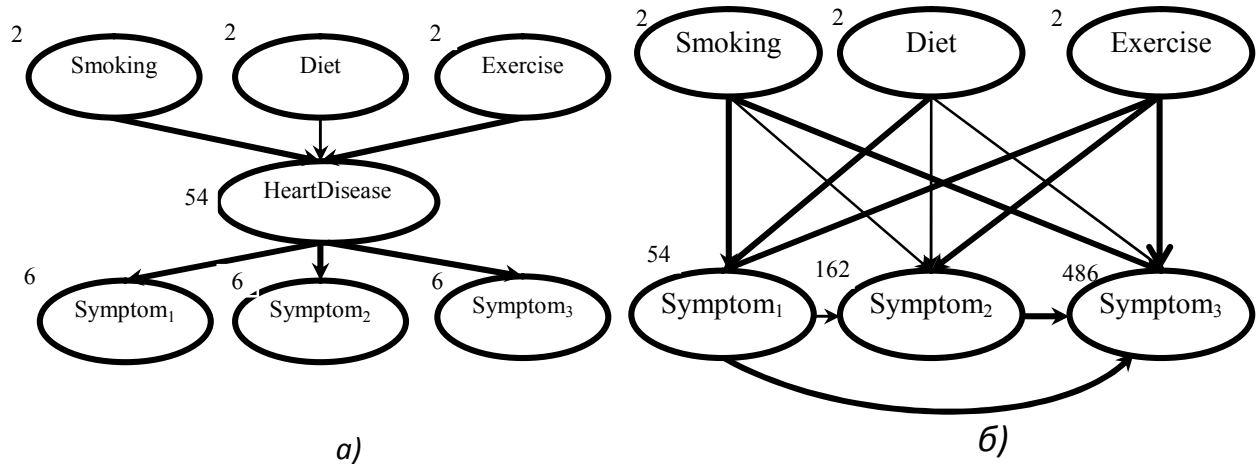 2 2 2
Smoking Diet Exercise
54 HeartDisease
6 6 6
Symptom₁ Symptom₂ Symptom₃
а)
2 2 2
Smoking Diet Exercise
54 162 486
Symptom₁ Symptom₂ Symptom₃
б)